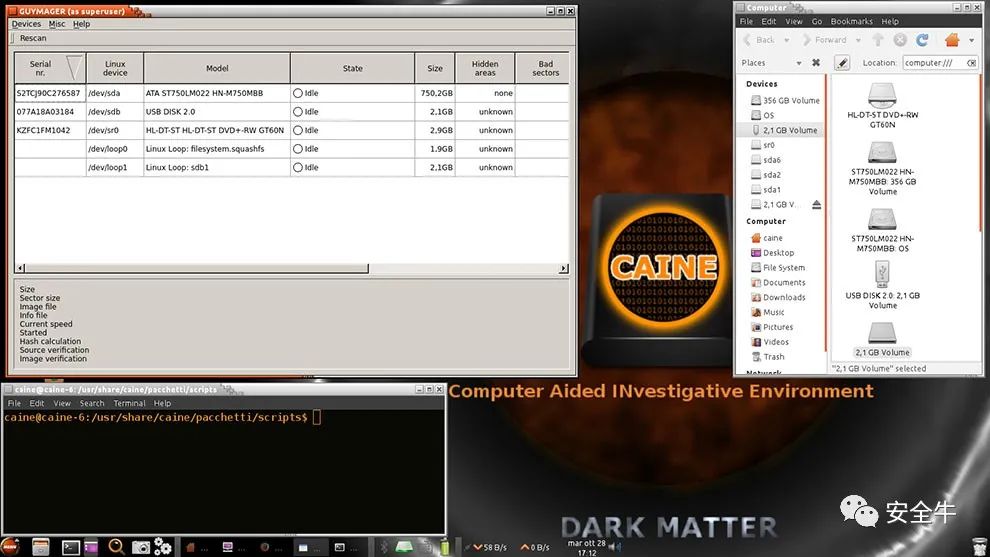 GUYMAGER (as superuser)
Devices Misc Help
Rescan
Serial nr. Linux device Model State Size Hidden areas Bad sectors
S2TCJ90C276587 /dev/sda ATA ST750LM022 HN-M750MBB Idle 750,2GB none
077A18A03184 /dev/sdb USB DISK 2.0 Idle 2,1GB unknown
KZFC1FM1042 /dev/sr0 HL-DT-ST HL-DT-ST DVD+-RW GT60N Idle 2,9GB unknown
/dev/loop0 Linux Loop: filesystem.squashfs Idle 1,9GB unknown
/dev/loop1 Linux Loop: sdb1 Idle 2,1GB unknown
Size
Sector size
Image file
Info file
Current speed
Started
Hash calculation
Source verification
Image verification
Computer
File Edit View Go Bookmarks Help
Back Forward
Places Location: computer:///
Devices
356 GB Volume
OS
2,1 GB Volume
sr0
sda6
sda2
sda1
2,1 GB V...
Computer
caine
Desktop
File System
Documents
Downloads
Music
Pictures
Videos
Trash
Network
HL-DT-ST DVD+-RW
GT60N
ST750LM022 HN-
M750MBB: 356 GB
Volume
ST750LM022 HN-
M750MBB: OS
USB DISK 2.0: 2,1 GB
Volume
2,1 GB Volume
"2,1 GB Volume" selected
CAINE
Computer Aided INvestigative Environment
caine@caine-6: /usr/share/caine/pacchetti/scripts
File Edit View Search Terminal Help
caine@caine-6:/usr/share/caine/pacchetti/scripts$
DARK MATTER
安全牛
MENU
58 B/s 0 B/s mar ott 28
17:12